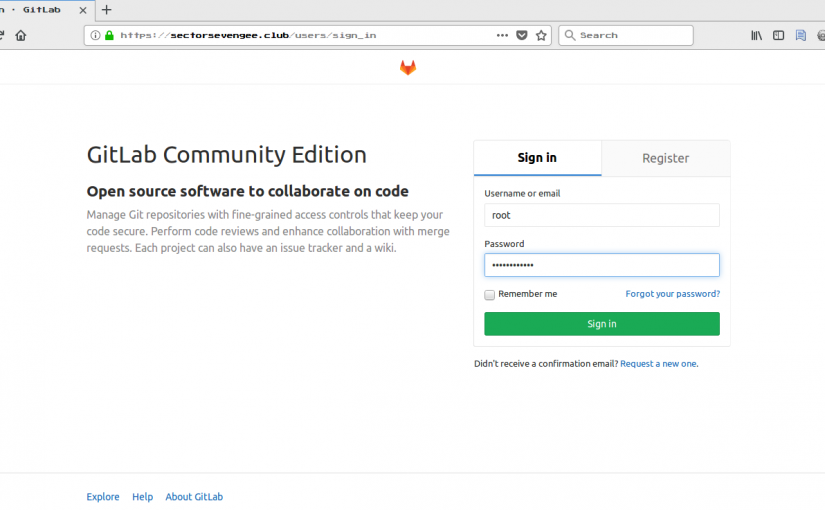 n · GitLab
https://sectorsevengee.club/users/sign_in
Search
GitLab Community Edition
Open source software to collaborate on code
Manage Git repositories with fine-grained access controls that keep your
code secure. Perform code reviews and enhance collaboration with merge
requests. Each project can also have an issue tracker and a wiki.
Sign in
Register
Username or email
root
Password
••••••••••••
Remember me
Forgot your password?
Sign in
Didn't receive a confirmation email? Request a new one.
Explore
Help
About GitLab